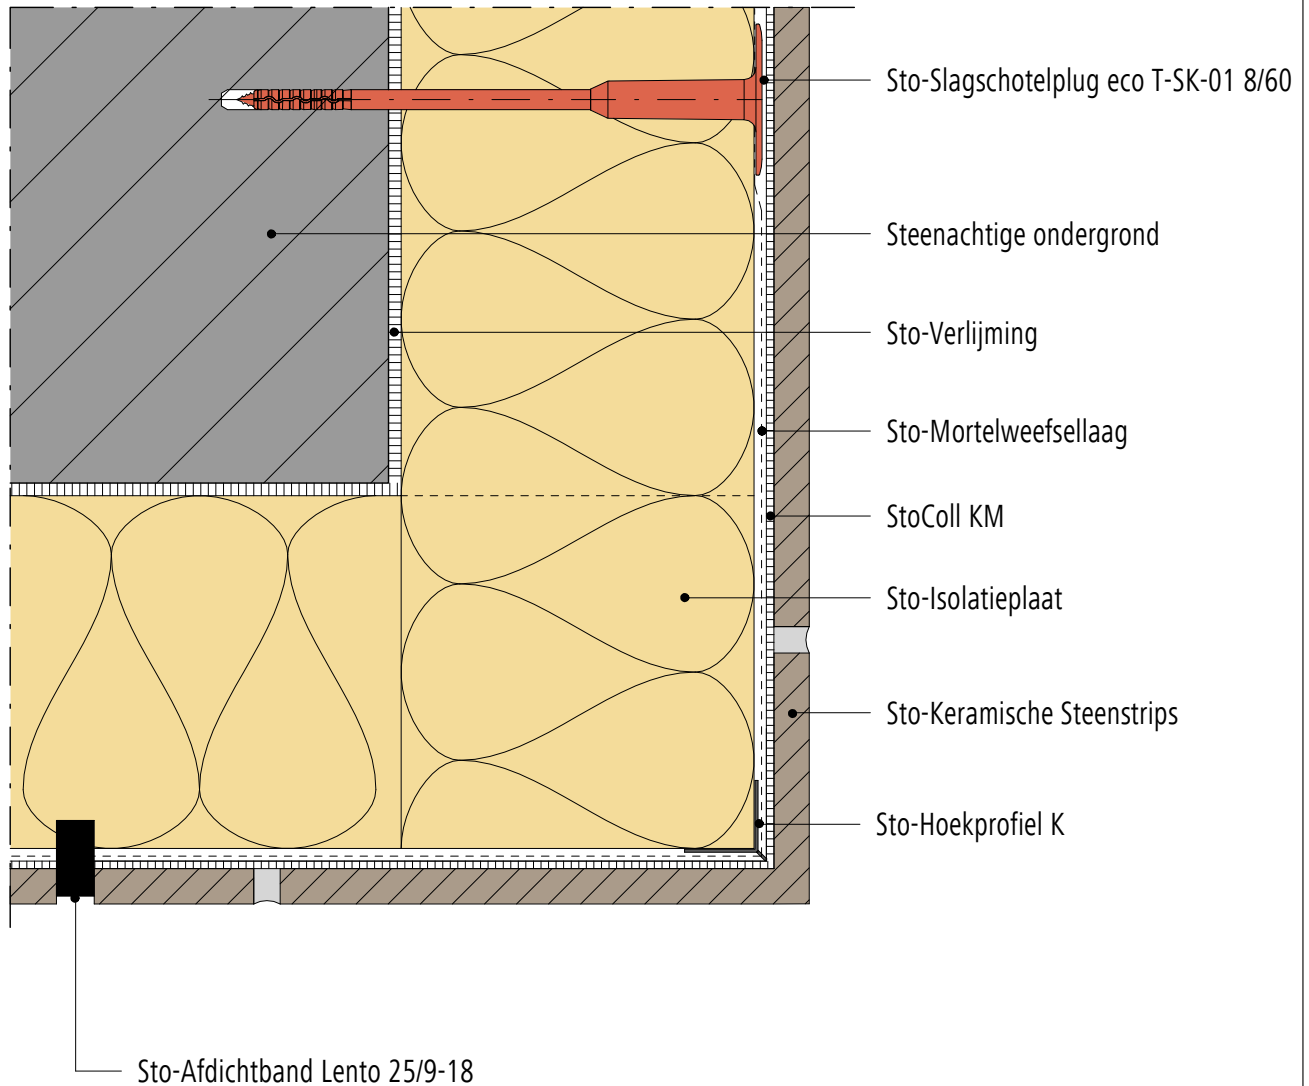 Sto-Slagschotelplug eco T-SK-01 8/60
Steenachtige ondergrond
Sto-Verlijming
Sto-Mortelweefsellaag
StoColl KM
Sto-Isolatieplaat
Sto-Keramische Steenstrips
Sto-Hoekprofiel K
Sto-Afdichtband Lento 25/9-18